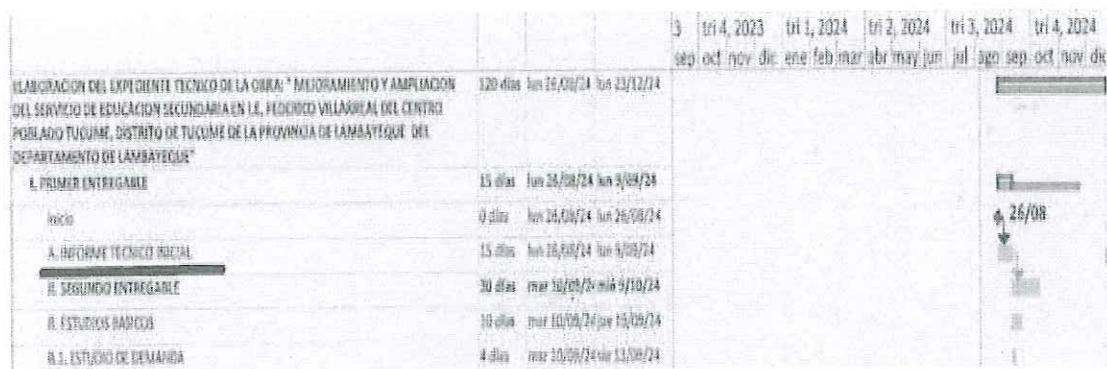 3 tri 4, 2023 tri 1, 2024 tri 2, 2024 tri 3, 2024 tri 4, 2024
sep oct nov dic ene feb mar abr may jun jul ago sep oct nov dic
ELABORACION DEL EXPEDIENTE TECNICO DE LA OBRA: " MEJORAMIENTO Y AMPLIACION 120 días lun 26/08/24 lun 23/12/24
DEL SERVICIO DE EDUCACION SECUNDARIA EN I.E. FEDERICO VILLARREAL DEL CENTRO
POBLADO TUCUME, DISTRITO DE TUCUME DE LA PROVINCIA DE LAMBAYEQUE DEL
DEPARTAMENTO DE LAMBAYEQUE"
I. PRIMER ENTREGABLE 15 días lun 26/08/24 lun 9/09/24
Inicio 0 días lun 26/08/24 lun 26/08/24 26/08
A. INFORME TECNICO INICIAL 15 días lun 26/08/24 lun 9/09/24
II. SEGUNDO ENTREGABLE 30 días mar 10/09/24 mié 9/10/24
B. ESTUDIOS BASICOS 10 días mar 10/09/24 jue 19/09/24
B.1. ESTUDIO DE DEMANDA 4 días mar 10/09/24 vie 13/09/24